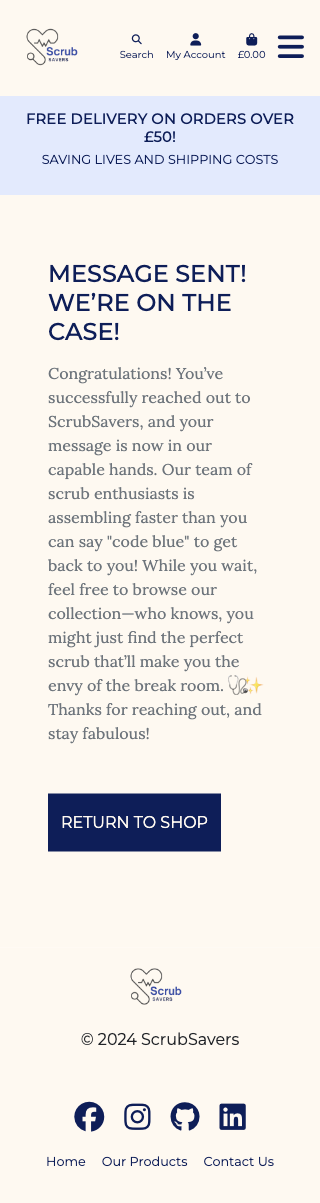 Scrub
SAVERS
Search
My Account
£0.00
FREE DELIVERY ON ORDERS OVER
£50!
SAVING LIVES AND SHIPPING COSTS
MESSAGE SENT!
WE’RE ON THE
CASE!
Congratulations! You’ve
successfully reached out to
ScrubSavers, and your
message is now in our
capable hands. Our team of
scrub enthusiasts is
assembling faster than you
can say "code blue" to get
back to you! While you wait,
feel free to browse our
collection—who knows, you
might just find the perfect
scrub that’ll make you the
envy of the break room. 🩺✨
Thanks for reaching out, and
stay fabulous!
RETURN TO SHOP
Scrub
SAVERS
© 2024 ScrubSavers
Home Our Products Contact Us